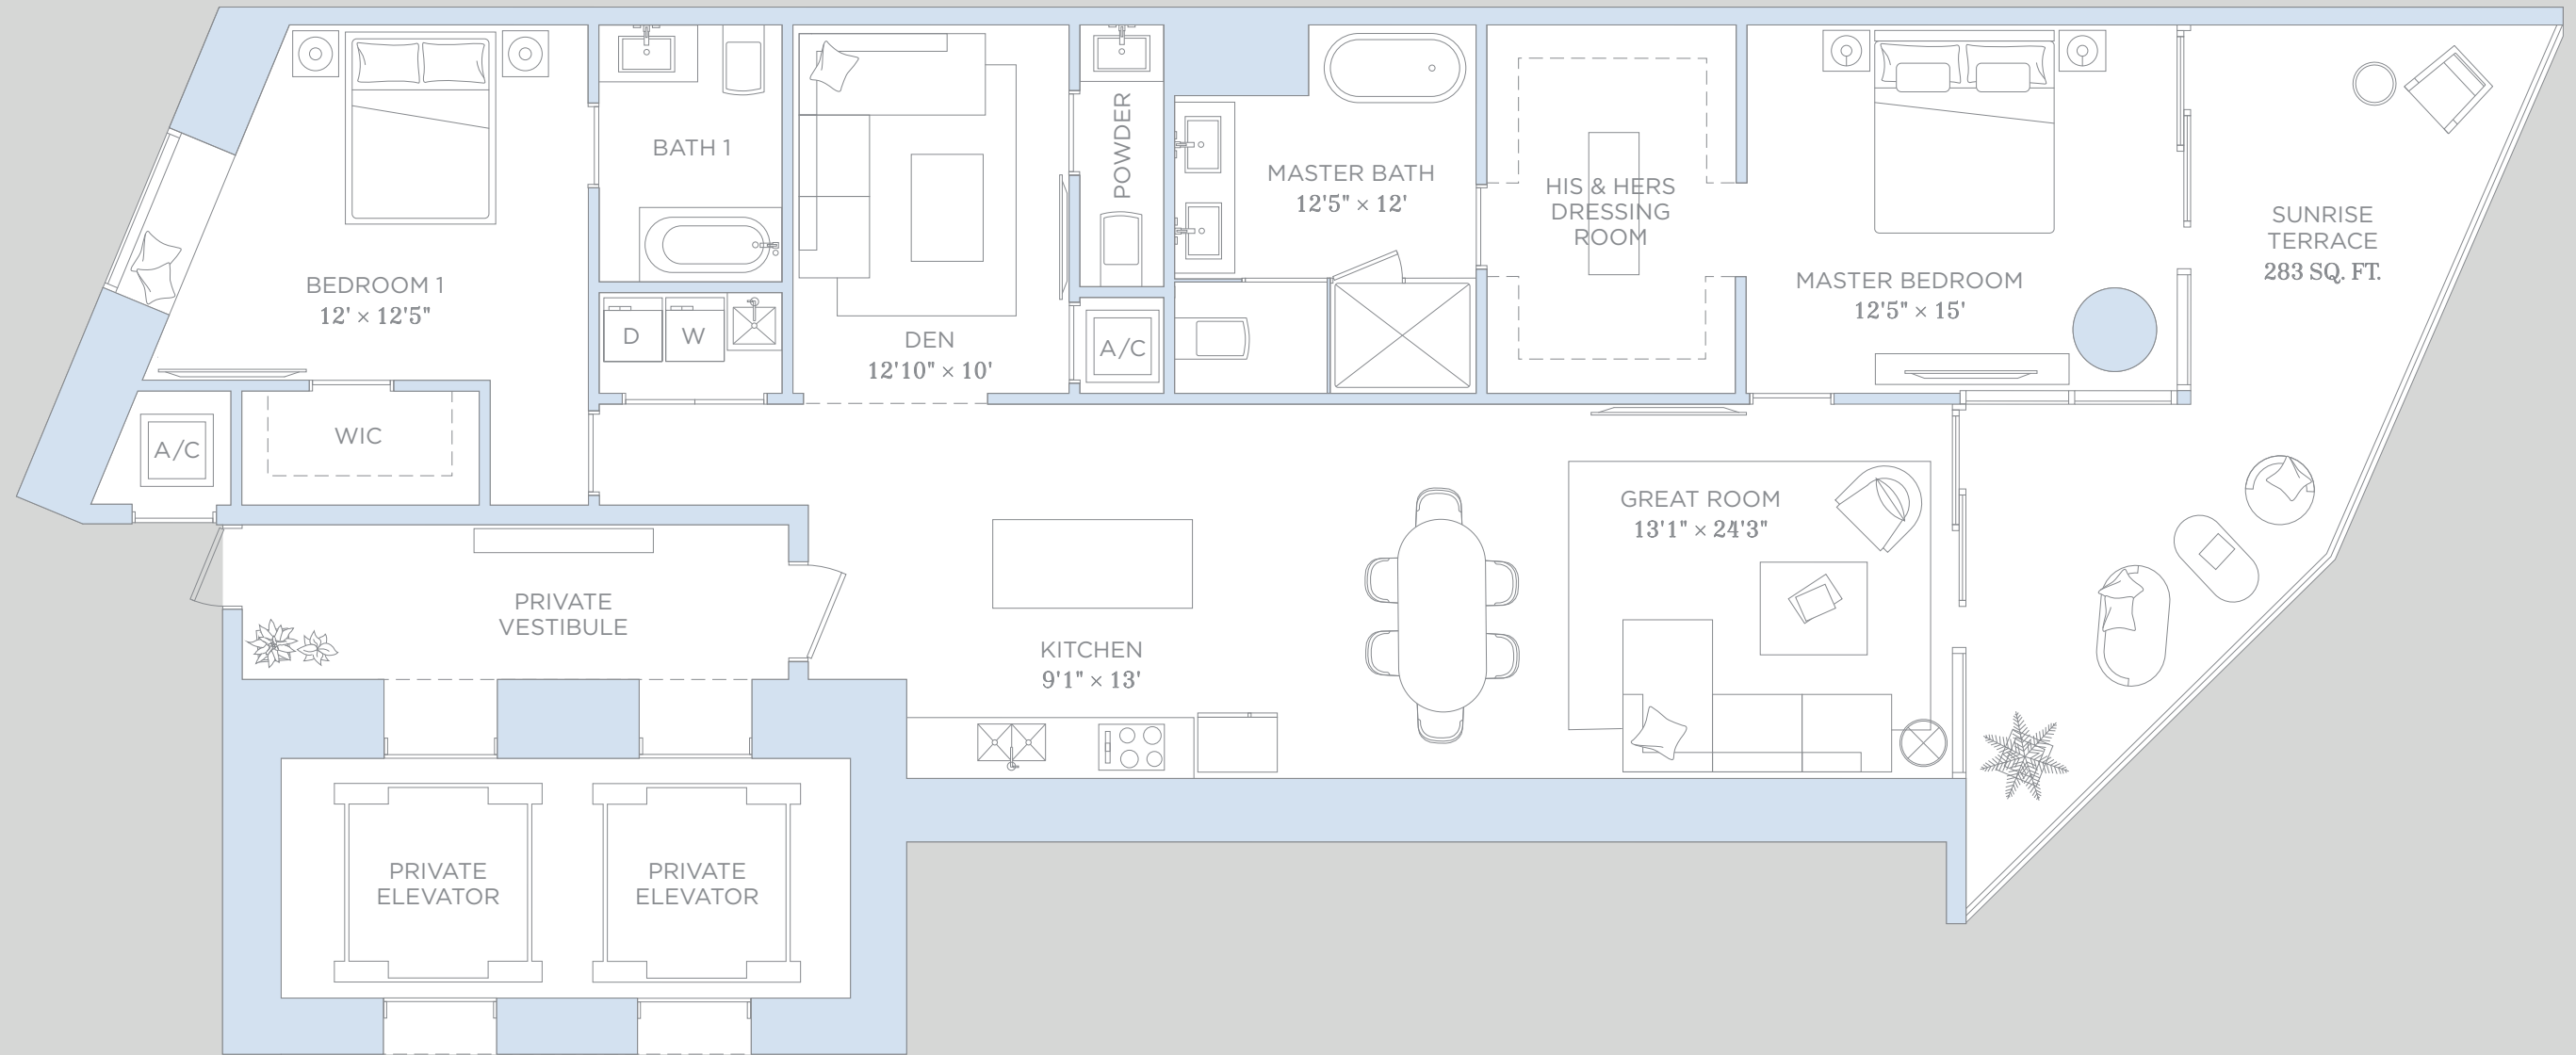 BEDROOM 1
12' × 12'5"
BATH 1
D
W
DEN
12'10" × 10'
POWDER
A/C
MASTER BATH
12'5" × 12'
HIS & HERS
DRESSING
ROOM
MASTER BEDROOM
12'5" × 15'
SUNRISE
TERRACE
283 SQ. FT.
A/C
WIC
GREAT ROOM
13'1" × 24'3"
PRIVATE
VESTIBULE
KITCHEN
9'1" × 13'
PRIVATE
ELEVATOR
PRIVATE
ELEVATOR